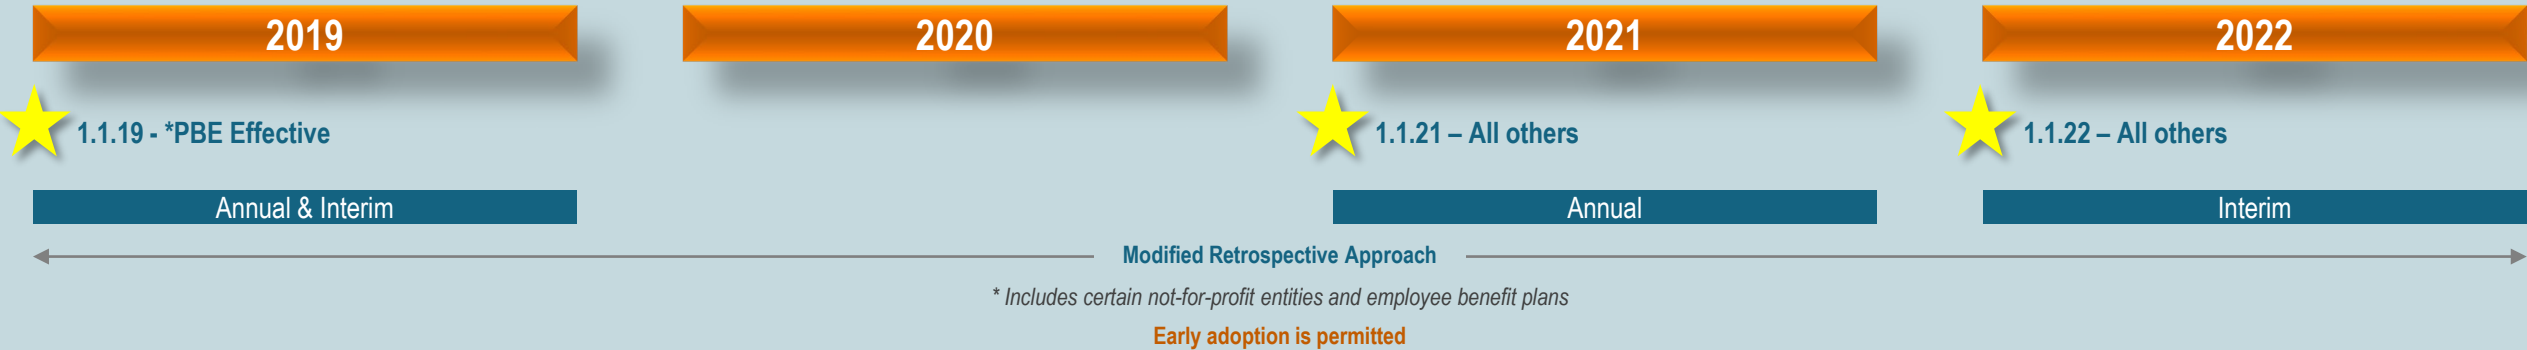 2019
2020
2021
2022
1.1.19 - *PBE Effective
1.1.21 – All others
1.1.22 – All others
Annual & Interim
Annual
Interim
Modified Retrospective Approach
* Includes certain not-for-profit entities and employee benefit plans
Early adoption is permitted